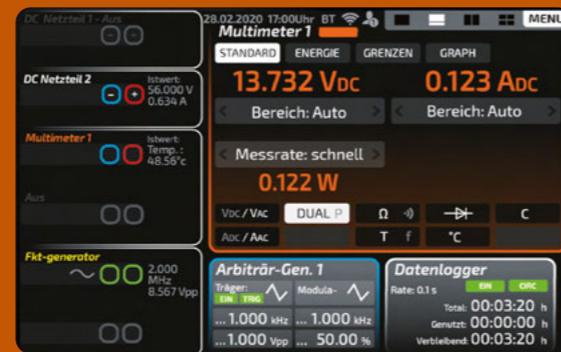 DC Netzteil 1 - Aus
28.02.2020 17:00Uhr BT
MENU
DC Netzteil 2
Istwert:
56.000 V
0.634 A
Multimeter 1
Istwert:
Temp.:
48.56°c
Aus
Fkt-generator
2.000
MHz
8.567 Vpp
Multimeter 1
STANDARD ENERGIE GRENZEN GRAPH
13.732 VDC 0.123 ADC
< Bereich: Auto > < Bereich: Auto >
< Messrate: schnell >
0.122 W
VDC / VAC DUAL P Ω C
ADC / AAC T f °C
Arbiträr-Gen. 1
Träger: Modula-
EIN TRIG
... 1.000 kHz ... 1.000 kHz
... 1.000 Vpp ... 50.00 %
Datenlogger
Rate: 0.1 s EIN CIRC
Total: 00:03:20 h
Genutzt: 00:00:00 h
Verbleibend: 00:03:20 h